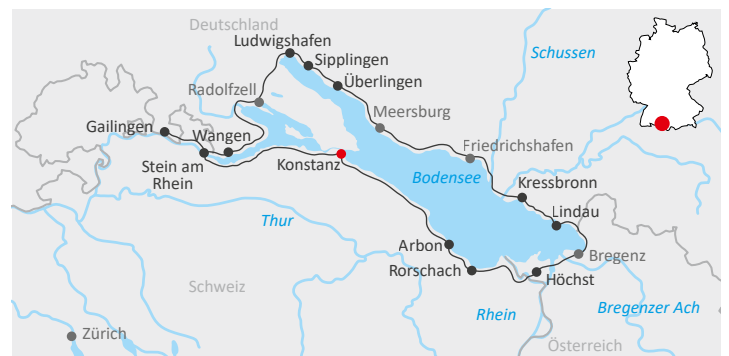 Deutschland
Ludwigshafen
Sipplingen
Schussen
Überlingen
Radolfzell
Meersburg
Gailingen
Wangen
Friedrichshafen
Stein am
Rhein
Konstanz
Bodensee
Kressbronn
Lindau
Thur
Arbon
Bregenz
Rorschach
Höchst
Schweiz
Rhein
Bregenzer Ach
Zürich
Österreich